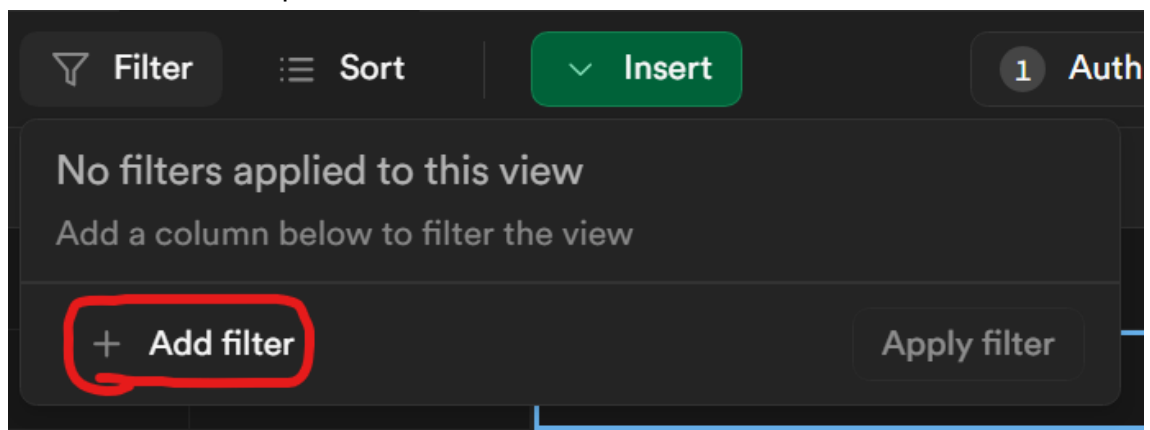 Filter Sort Insert 1 Auth
No filters applied to this view
Add a column below to filter the view
+ Add filter Apply filter